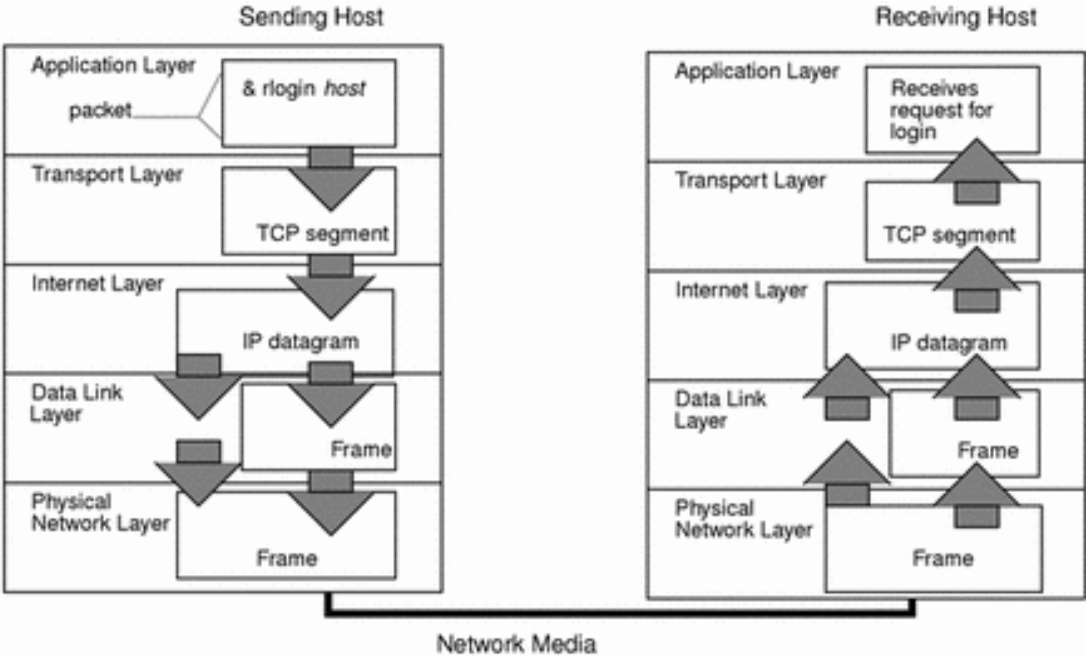 Sending Host
Application Layer
& rlogin host
packet
Transport Layer
TCP segment
Internet Layer
IP datagram
Data Link
Layer
Frame
Physical
Network Layer
Frame
Receiving Host
Application Layer
Receives
request for
login
Transport Layer
TCP segment
Internet Layer
IP datagram
Data Link
Layer
Frame
Physical
Network Layer
Frame
Network Media